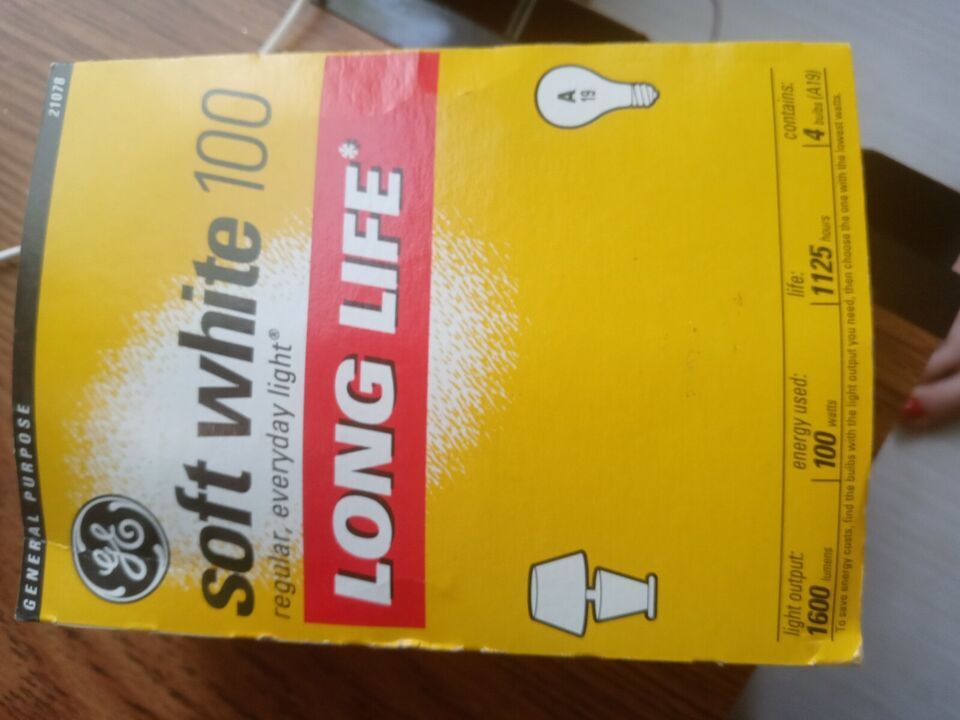 GENERAL PURPOSE 21078
GE
soft white 100
regular, everyday light®
LONG LIFE*
A
19
light output: energy used: life: contains:
1600 lumens 100 watts 1125 hours 4 bulbs (A19)
To save energy costs, find the bulbs with the light output you need, then choose the one with the lowest watts.